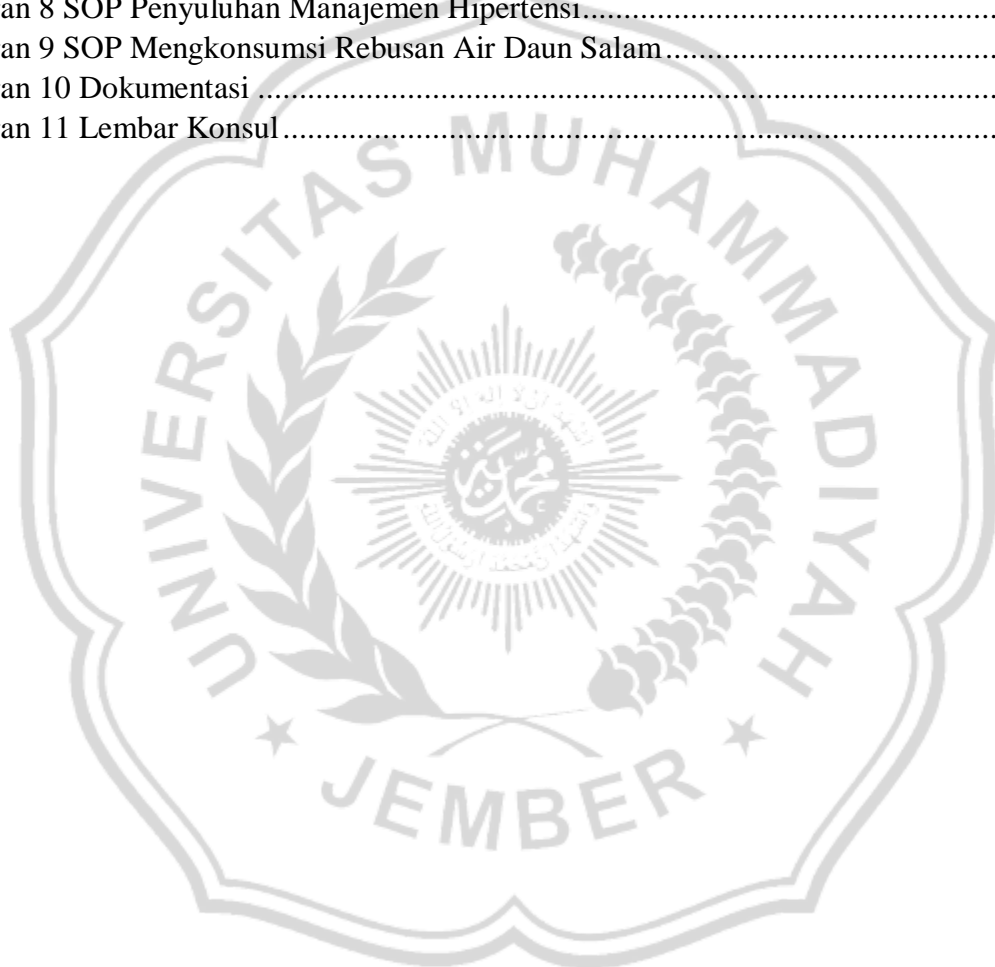 an 8 SOP Penyuluhan Manajemen Hipertensi
an 9 SOP Mengkonsumsi Rebusan Air Daun Salam
an 10 Dokumentasi
an 11 Lembar Konsul
UNIVERSITAS MUHAMMADIYAH
JEMBER